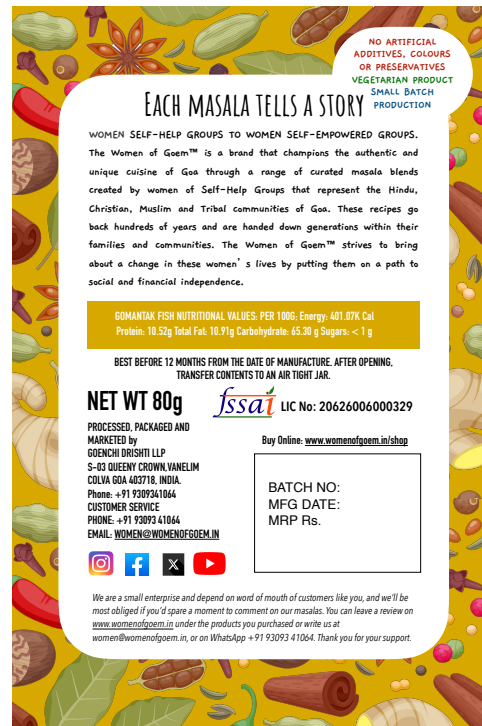 NO ARTIFICIAL
ADDITIVES, COLOURS
OR PRESERVATIVES
VEGETARIAN PRODUCT
SMALL BATCH
PRODUCTION
EACH MASALA TELLS A STORY
WOMEN SELF-HELP GROUPS TO WOMEN SELF-EMPOWERED GROUPS.
The Women of Goem™ is a brand that champions the authentic and
unique cuisine of Goa through a range of curated masala blends
created by women of Self-Help Groups that represent the Hindu,
Christian, Muslim and Tribal communities of Goa. These recipes go
back hundreds of years and are handed down generations within their
families and communities. The Women of Goem™ strives to bring
about a change in these women's lives by putting them on a path to
social and financial independence.
GOMANTAK FISH NUTRITIONAL VALUES: PER 100G; Energy: 401.07K Cal
Protein: 10.52g Total Fat: 10.91g Carbohydrate: 65.30 g Sugars: < 1 g
BEST BEFORE 12 MONTHS FROM THE DATE OF MANUFACTURE. AFTER OPENING,
TRANSFER CONTENTS TO AN AIR TIGHT JAR.
NET WT 80g
fssai LIC No: 20626006000329
PROCESSED, PACKAGED AND
MARKETED by
GOENCHI DRISHTI LLP
S-03 QUEENY CROWN,VANELIM
COLVA GOA 403718, INDIA.
Phone: +91 9309341064
CUSTOMER SERVICE
PHONE: +91 93093 41064
EMAIL: WOMEN@WOMENOFGOEM.IN
Buy Online: www.womenofgoem.in/shop
BATCH NO:
MFG DATE:
MRP Rs.
We are a small enterprise and depend on word of mouth of customers like you, and we'll be
most obliged if you'd spare a moment to comment on our masalas. You can leave a review on
www.womenofgoem.in under the products you purchased or write us at
women@womenofgoem.in, or on WhatsApp +91 93093 41064. Thank you for your support.